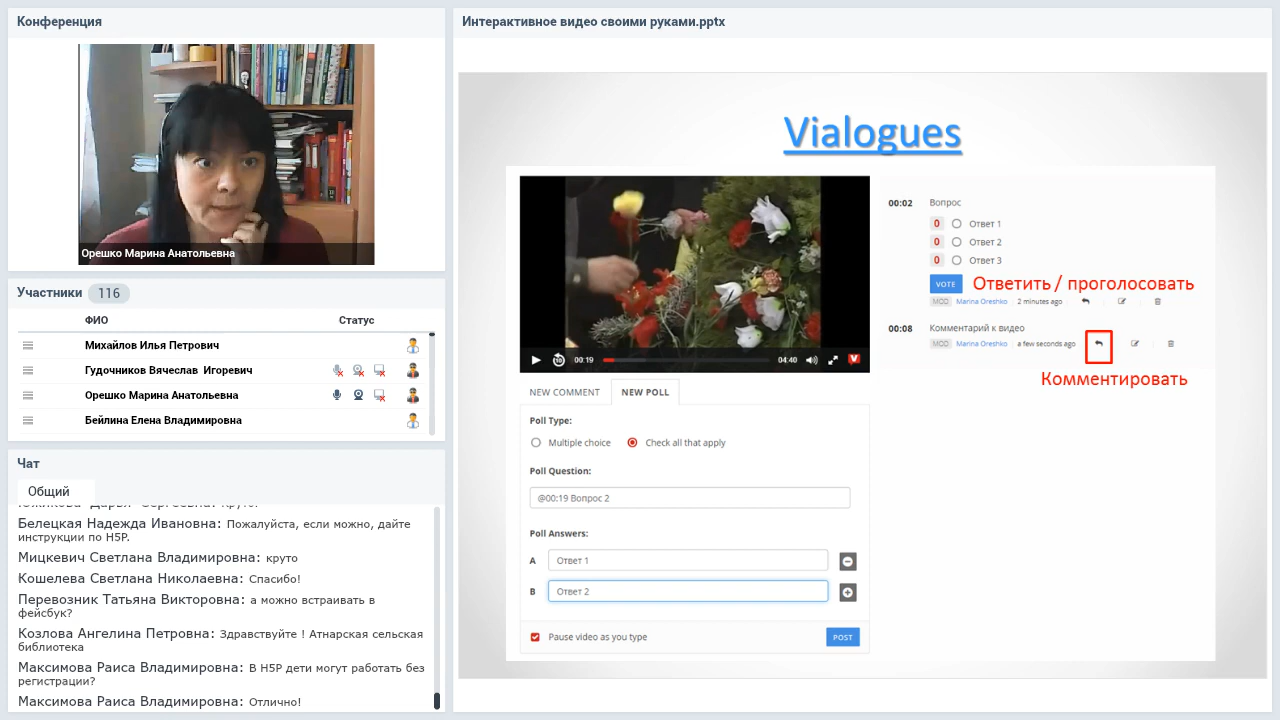 Конференция
Орешко Марина Анатольевна
Участники 116
ФИО Статус
Михайлов Илья Петрович
Гудочников Вячеслав Игоревич
Орешко Марина Анатольевна
Бейлина Елена Владимировна
Чат
Общий
Белецкая Надежда Ивановна: Пожалуйста, если можно, дайте
инструкции по H5P.
Мицкевич Светлана Владимировна: круто
Кошелева Светлана Николаевна: Спасибо!
Перевозник Татьяна Викторовна: а можно встраивать в
фейсбук?
Козлова Ангелина Петровна: Здравствуйте ! Атнарская сельская
библиотека
Максимова Раиса Владимировна: В H5P дети могут работать без
регистрации?
Максимова Раиса Владимировна: Отлично!
Интерактивное видео своими руками.pptx
Vialogues
00:19 04:40
NEW COMMENT NEW POLL
Poll Type:
Multiple choice Check all that apply
Poll Question:
@00:19 Вопрос 2
Poll Answers:
A Ответ 1
B Ответ 2
Pause video as you type POST
00:02 Вопрос
0 Ответ 1
0 Ответ 2
0 Ответ 3
VOTE Ответить / проголосовать
MOD Marina Oreshko 2 minutes ago
00:08 Комментарий к видео
MOD Marina Oreshko a few seconds ago
Комментировать